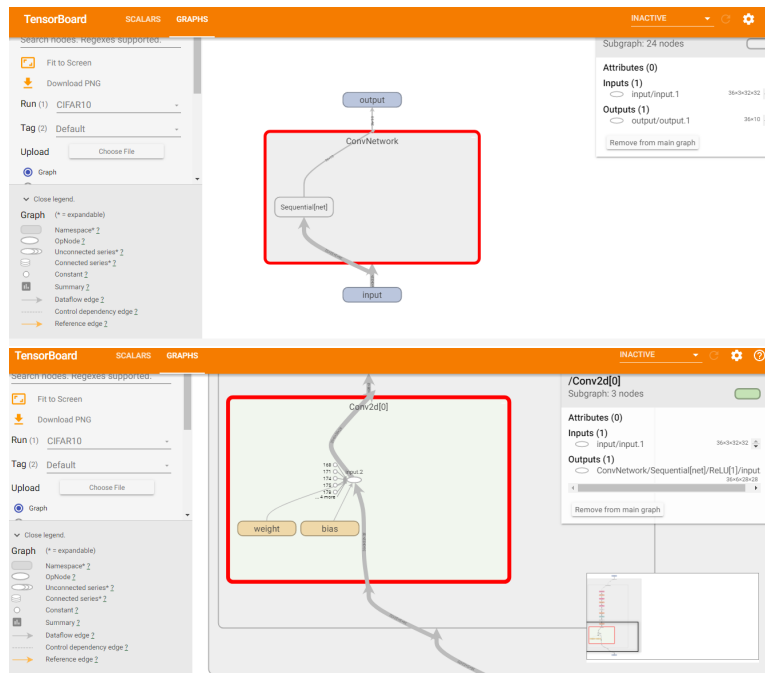 TensorBoard SCALARS GRAPHS INACTIVE
Search nodes. Regexes supported.
Fit to Screen
Download PNG
Run (1) CIFAR10
Tag (2) Default
Upload Choose File
Graph
Close legend.
Graph (* = expandable)
Namespace* ?
OpNode ?
Unconnected series* ?
Connected series* ?
Constant ?
Summary ?
Dataflow edge ?
Control dependency edge ?
Reference edge ?
output
ConvNetwork
Sequential[net]
input
Subgraph: 24 nodes
Attributes (0)
Inputs (1)
input/input.1 36×3×32×32
Outputs (1)
output/output.1 36×10
Remove from main graph
TensorBoard SCALARS GRAPHS INACTIVE
Search nodes. Regexes supported.
Fit to Screen
Download PNG
Run (1) CIFAR10
Tag (2) Default
Upload Choose File
Graph
Close legend.
Graph (* = expandable)
Namespace* ?
OpNode ?
Unconnected series* ?
Connected series* ?
Constant ?
Summary ?
Dataflow edge ?
Control dependency edge ?
Reference edge ?
Conv2d[0]
168
171 input.2
174
175
... 4 more
weight bias
/Conv2d[0]
Subgraph: 3 nodes
Attributes (0)
Inputs (1)
input/input.1 36×3×32×32
Outputs (1)
ConvNetwork/Sequential[net]/ReLU[1]/input
36×6×28×28
Remove from main graph